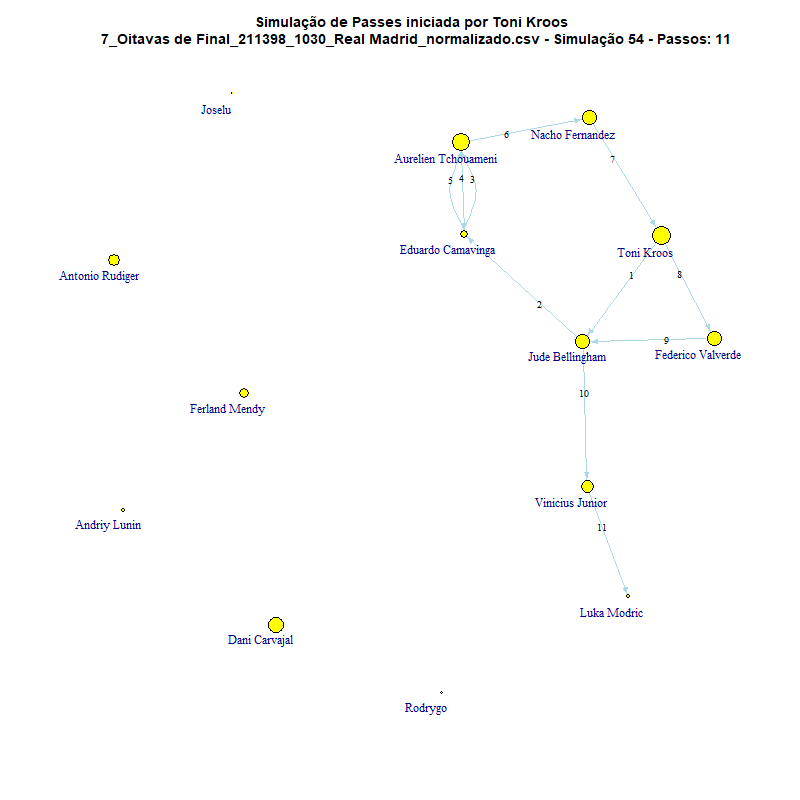 Simulação de Passes iniciada por Toni Kroos
7_Oitavas de Final_211398_1030_Real Madrid_normalizado.csv - Simulação 54 - Passos: 11
Joselu
6
Nacho Fernandez
Aurelien Tchouameni
7
5
4
3
Eduardo Camavinga
Toni Kroos
Antonio Rudiger
1
8
2
9
Jude Bellingham
Federico Valverde
10
Ferland Mendy
Vinicius Junior
Andriy Lunin
11
Luka Modric
Dani Carvajal
Rodrygo